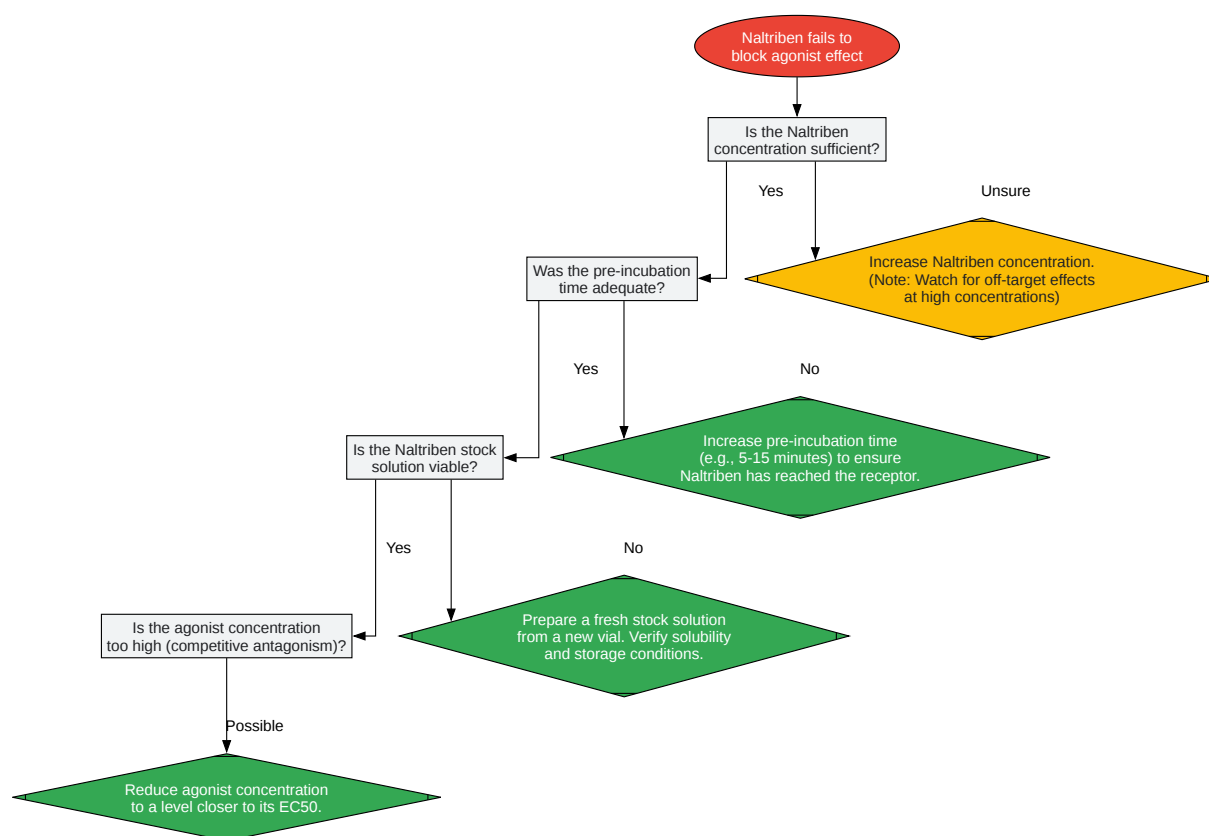 Naltriben fails to
block agonist effect
Is the Naltriben
concentration sufficient?
Yes
Unsure
Increase Naltriben concentration.
(Note: Watch for off-target effects
at high concentrations)
Was the pre-incubation
time adequate?
Yes
No
Increase pre-incubation time
(e.g., 5-15 minutes) to ensure
Naltriben has reached the receptor.
Is the Naltriben stock
solution viable?
Yes
No
Prepare a fresh stock solution
from a new vial. Verify solubility
and storage conditions.
Is the agonist concentration
too high (competitive antagonism)?
Possible
Reduce agonist concentration
to a level closer to its EC50.